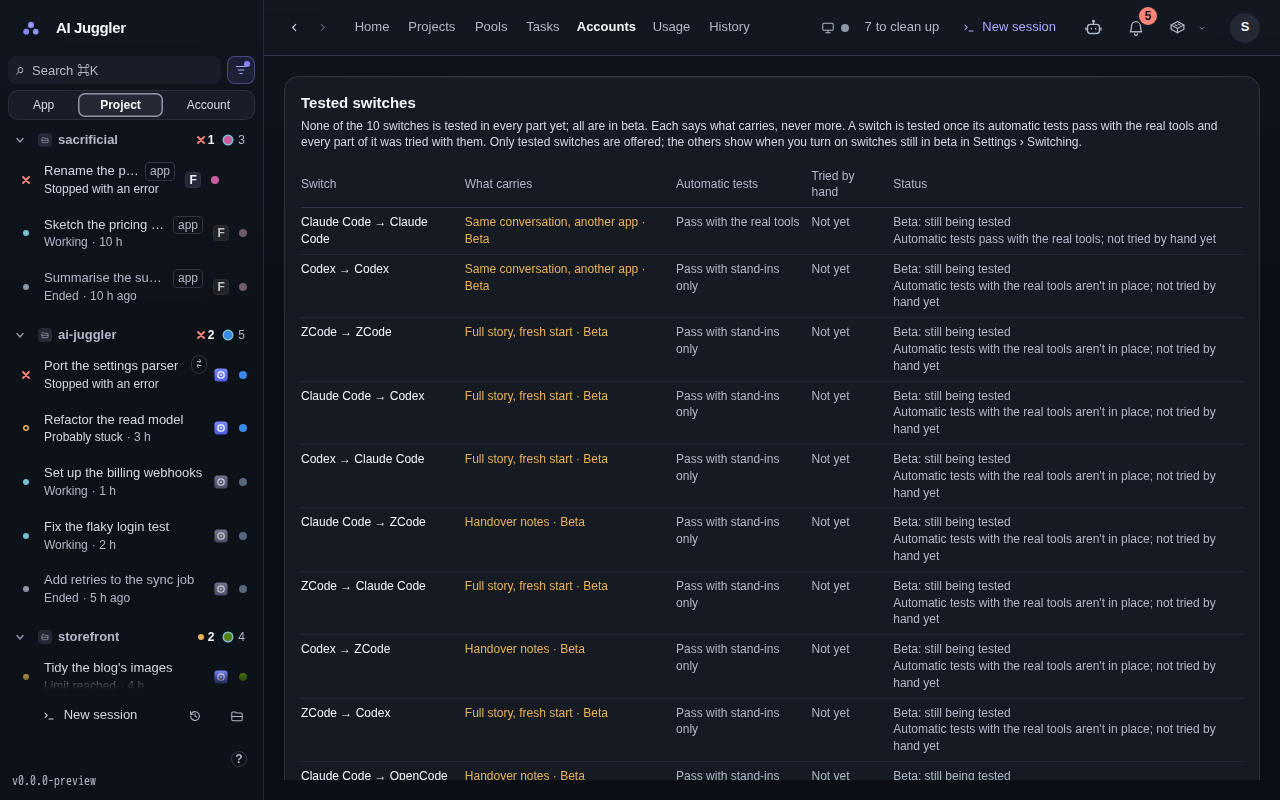 AI Juggler
Search ⌘K
App Project Account
sacrificial 1 3
Rename the p… app F
Stopped with an error
Sketch the pricing … app F
Working · 10 h
Summarise the su… app F
Ended · 10 h ago
ai-juggler 2 5
Port the settings parser
Stopped with an error
Refactor the read model
Probably stuck · 3 h
Set up the billing webhooks
Working · 1 h
Fix the flaky login test
Working · 2 h
Add retries to the sync job
Ended · 5 h ago
storefront 2 4
Tidy the blog's images
Limit reached · 4 h
New session
?
v0.0.0-preview
Home Projects Pools Tasks Accounts Usage History 7 to clean up New session 5 S
Tested switches
None of the 10 switches is tested in every part yet; all are in beta. Each says what carries, never more. A switch is tested once its automatic tests pass with the real tools and
every part of it was tried with them. Only tested switches are offered; the others show when you turn on switches still in beta in Settings › Switching.
Switch What carries Automatic tests Tried by hand Status
Claude Code → Claude Code Same conversation, another app · Beta Pass with the real tools Not yet Beta: still being tested
Automatic tests pass with the real tools; not tried by hand yet
Codex → Codex Same conversation, another app · Beta Pass with stand-ins only Not yet Beta: still being tested
Automatic tests with the real tools aren't in place; not tried by
hand yet
ZCode → ZCode Full story, fresh start · Beta Pass with stand-ins only Not yet Beta: still being tested
Automatic tests with the real tools aren't in place; not tried by
hand yet
Claude Code → Codex Full story, fresh start · Beta Pass with stand-ins only Not yet Beta: still being tested
Automatic tests with the real tools aren't in place; not tried by
hand yet
Codex → Claude Code Full story, fresh start · Beta Pass with stand-ins only Not yet Beta: still being tested
Automatic tests with the real tools aren't in place; not tried by
hand yet
Claude Code → ZCode Handover notes · Beta Pass with stand-ins only Not yet Beta: still being tested
Automatic tests with the real tools aren't in place; not tried by
hand yet
ZCode → Claude Code Full story, fresh start · Beta Pass with stand-ins only Not yet Beta: still being tested
Automatic tests with the real tools aren't in place; not tried by
hand yet
Codex → ZCode Handover notes · Beta Pass with stand-ins only Not yet Beta: still being tested
Automatic tests with the real tools aren't in place; not tried by
hand yet
ZCode → Codex Full story, fresh start · Beta Pass with stand-ins only Not yet Beta: still being tested
Automatic tests with the real tools aren't in place; not tried by
hand yet
Claude Code → OpenCode Handover notes · Beta Pass with stand-ins Not yet Beta: still being tested